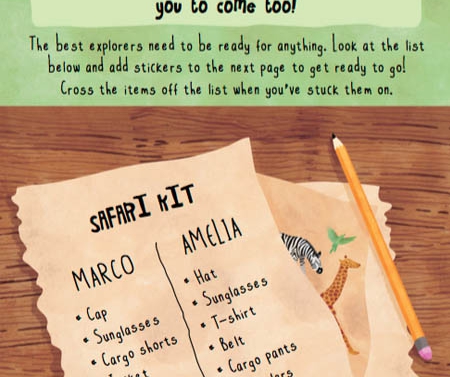 you to come too!
The best explorers need to be ready for anything. Look at the list
below and add stickers to the next page to get ready to go!
Cross the items off the list when you've stuck them on.
SAFARI KIT
MARCO
• Cap
• Sunglasses
• Cargo shorts
AMELIA
• Hat
• Sunglasses
• T-shirt
• Belt
• Cargo pants